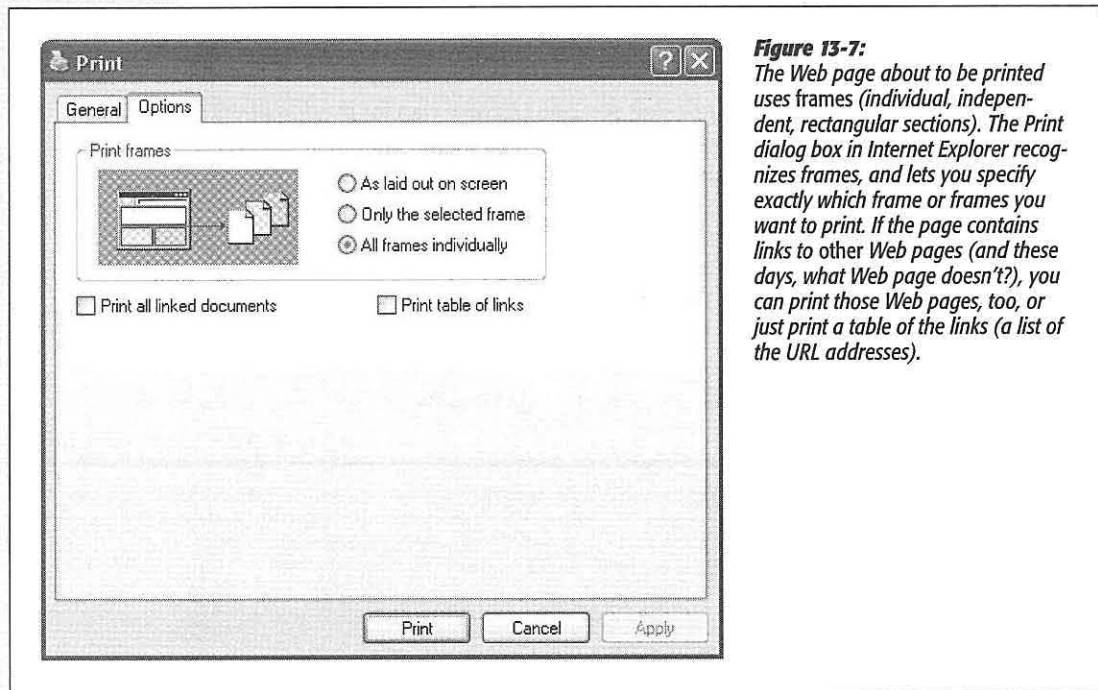 Print
General
Options
Print frames
As laid out on screen
Only the selected frame
All frames individually
Print all linked documents
Print table of links
Print
Cancel
Apply
Figure 13-7:
The Web page about to be printed
uses frames (individual, indepen-
dent, rectangular sections). The Print
dialog box in Internet Explorer recog-
nizes frames, and lets you specify
exactly which frame or frames you
want to print. If the page contains
links to other Web pages (and these
days, what Web page doesn't?), you
can print those Web pages, too, or
just print a table of the links (a list of
the URL addresses).